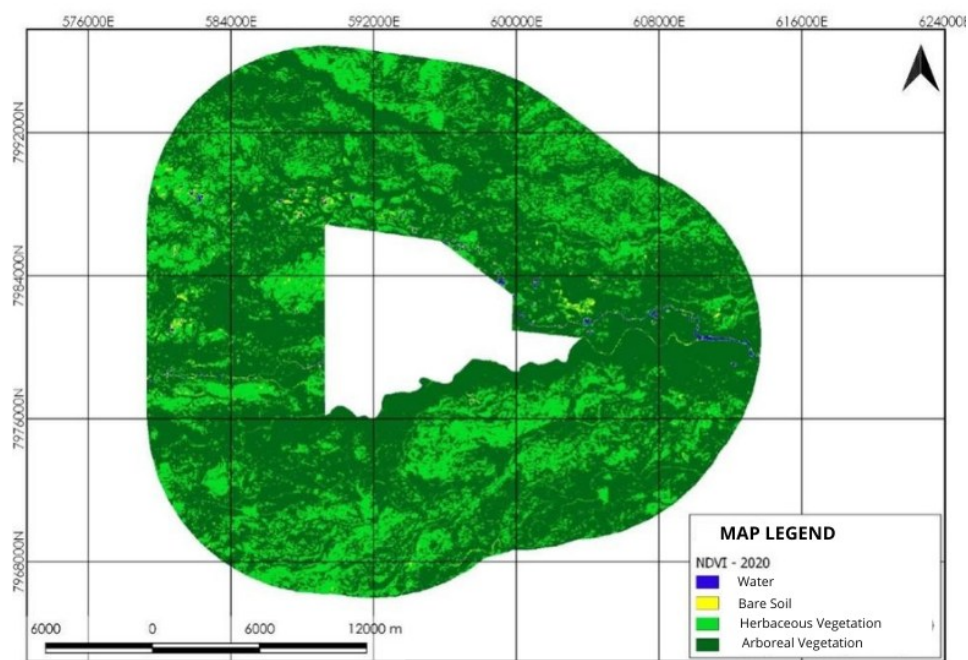 576000E 584000E 592000E 600000E 608000E 616000E 624000E
7992000N
7984000N
7976000N
7968000N
MAP LEGEND
NDVI - 2020
Water
Bare Soil
Herbaceous Vegetation
Arboreal Vegetation
6000 0 6000 12000 m